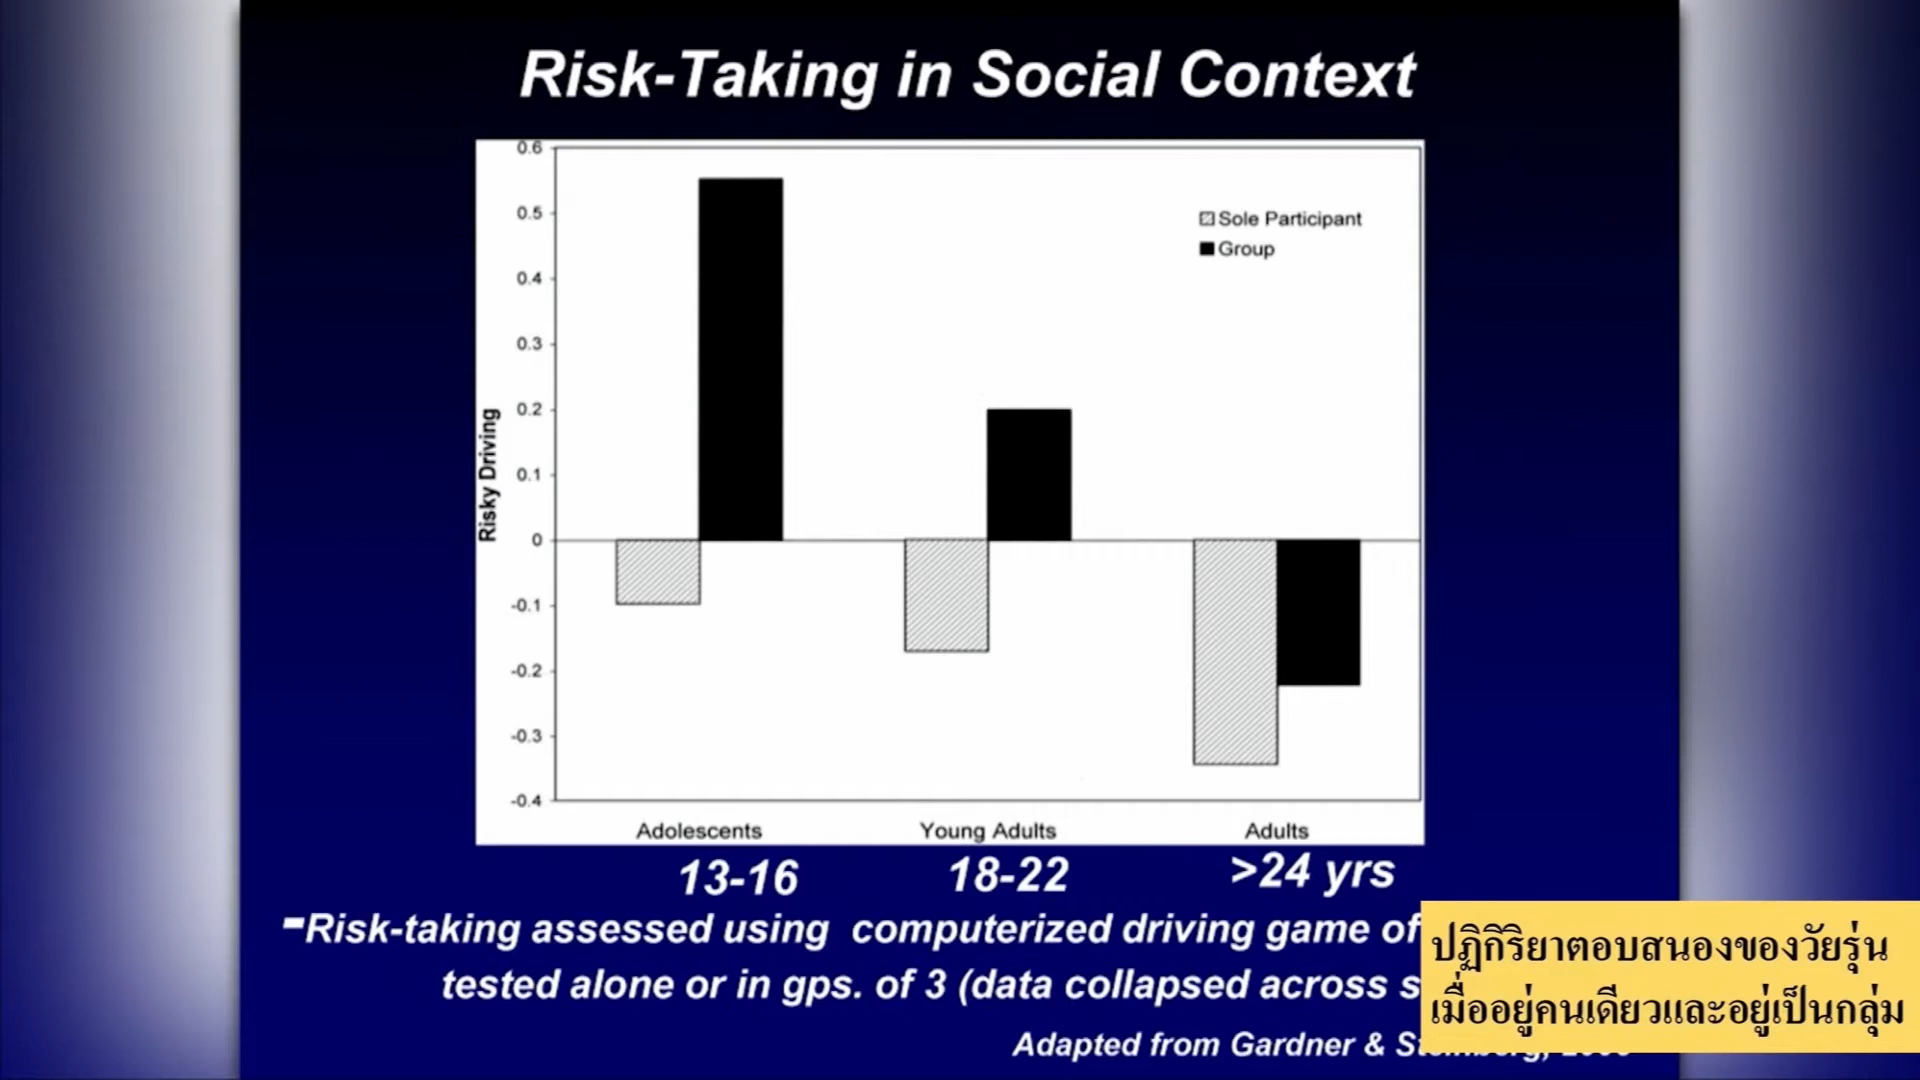 Risk-Taking in Social Context
0.6
0.5
0.4
0.3
0.2
0.1
0
-0.1
-0.2
-0.3
-0.4
Risky Driving
Sole Participant
Group
Adolescents Young Adults Adults
13-16 18-22 >24 yrs
-Risk-taking assessed using computerized driving game of
tested alone or in gps. of 3 (data collapsed across s
Adapted from Gardner &
ปฏิกิริยาตอบสนองของวัยรุ่น
เมื่ออยู่คนเดียวและอยู่เป็นกลุ่ม